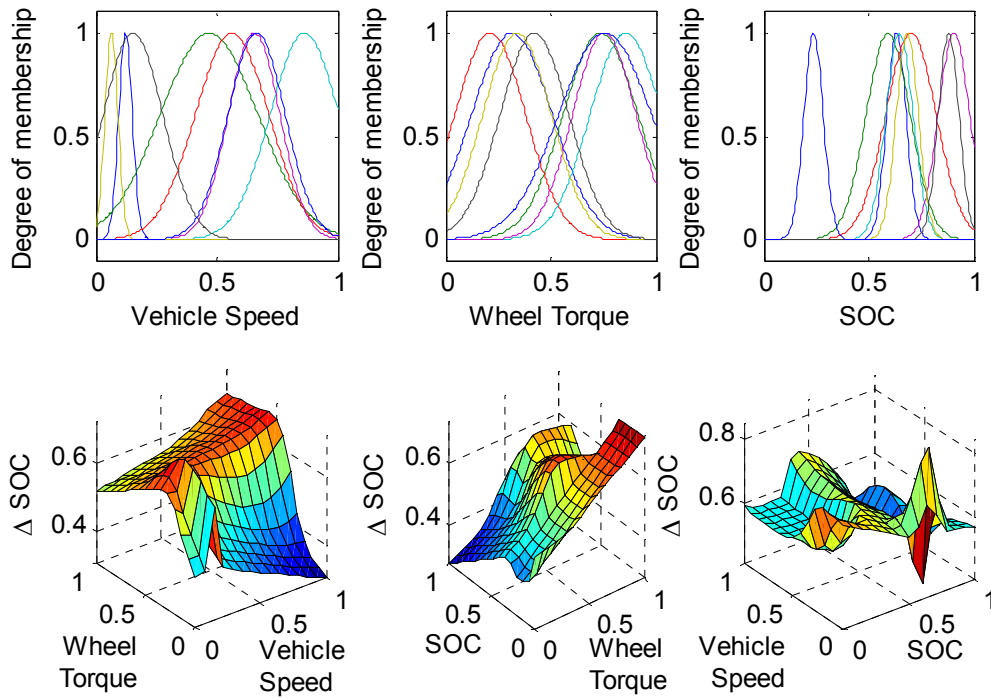 Degree of membership
1
0.5
0
0
0.5
1
Vehicle Speed
Degree of membership
1
0.5
0
0
0.5
1
Wheel Torque
Degree of membership
1
0.5
0
0
0.5
1
SOC
Δ SOC
0.6
0.4
1
0.5
0
Wheel
Torque
0
0.5
1
Vehicle
Speed
Δ SOC
0.6
0.4
1
0.5
0
SOC
0
0.5
1
Wheel
Torque
Δ SOC
0.8
0.6
1
0.5
0
Vehicle
Speed
0
0.5
1
SOC